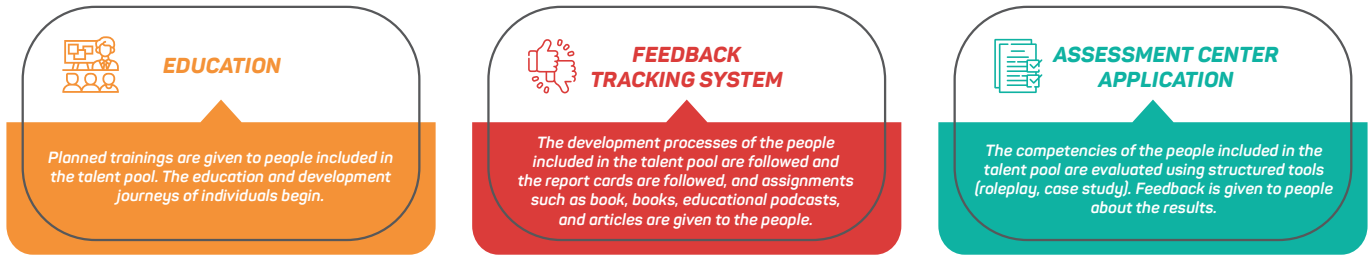 EDUCATION
Planned trainings are given to people included in
the talent pool. The education and development
journeys of individuals begin.
FEEDBACK
TRACKING SYSTEM
The development processes of the people
included in the talent pool are followed and
the report cards are followed, and assignments
such as book, books, educational podcasts,
and articles are given to the people.
ASSESSMENT CENTER
APPLICATION
The competencies of the people included in the
talent pool are evaluated using structured tools
(roleplay, case study). Feedback is given to people
about the results.